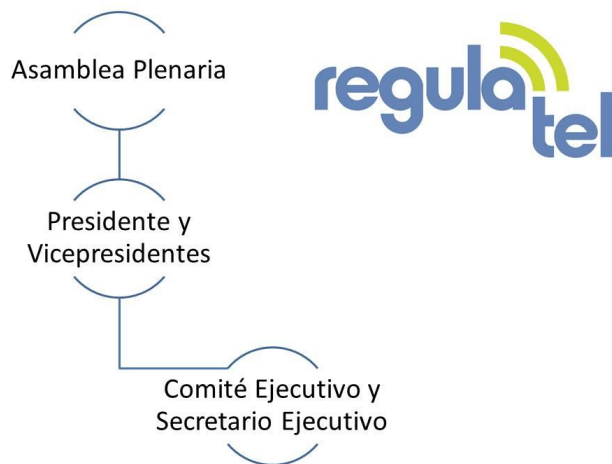 Asamblea Plenaria
regulatel
Presidente y
Vicepresidentes
Comité Ejecutivo y
Secretario Ejecutivo